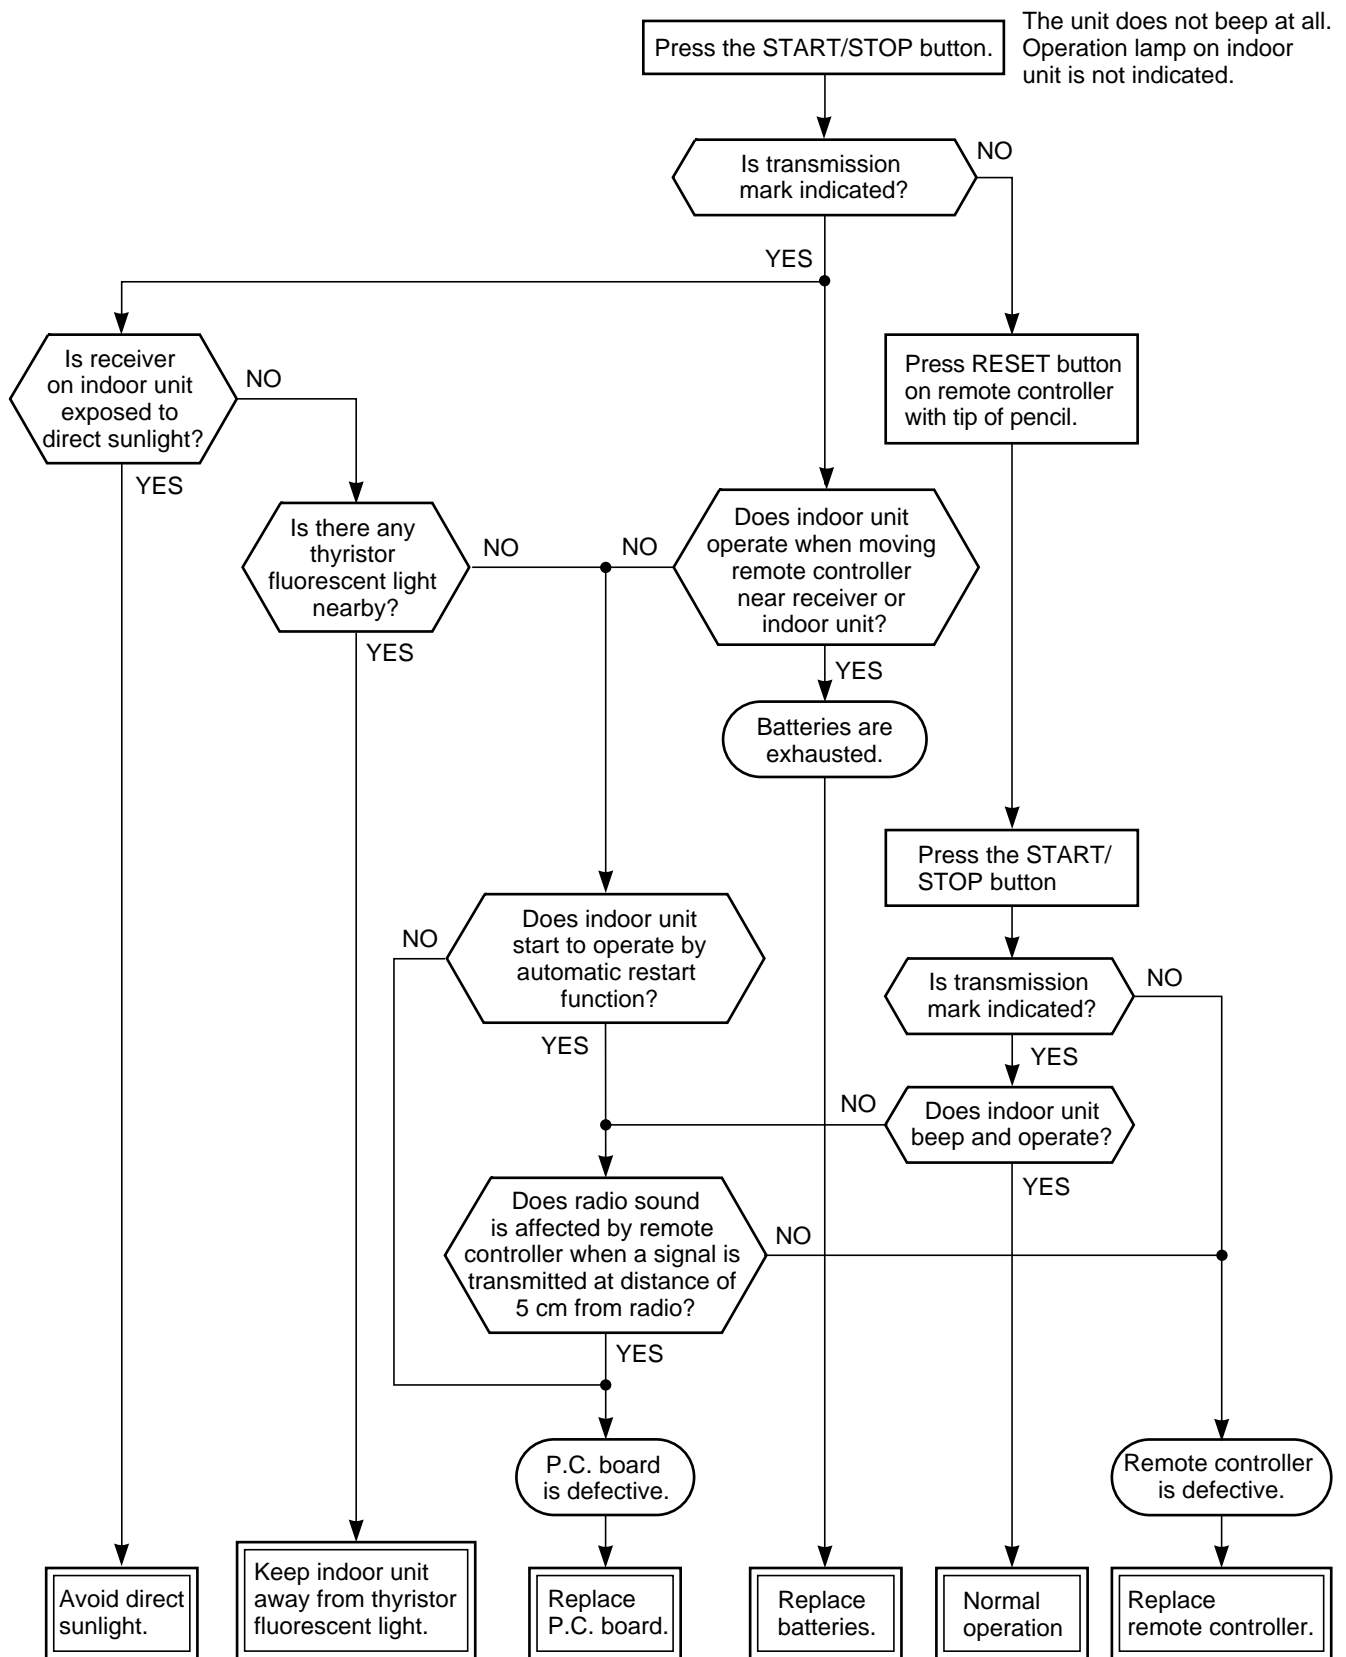 Press the START/STOP button.
The unit does not beep at all.
Operation lamp on indoor
unit is not indicated.
Is transmission
mark indicated?
NO
YES
Is receiver
on indoor unit
exposed to
direct sunlight?
NO
YES
Press RESET button
on remote controller
with tip of pencil.
Is there any
thyristor
fluorescent light
nearby?
NO
YES
Does indoor unit
operate when moving
remote controller
near receiver or
indoor unit?
NO
YES
Batteries are
exhausted.
Press the START/
STOP button
Does indoor unit
start to operate by
automatic restart
function?
NO
YES
Is transmission
mark indicated?
NO
YES
Does indoor unit
beep and operate?
NO
YES
Does radio sound
is affected by remote
controller when a signal is
transmitted at distance of
5 cm from radio?
NO
YES
P.C. board
is defective.
Remote controller
is defective.
Avoid direct
sunlight.
Keep indoor unit
away from thyristor
fluorescent light.
Replace
P.C. board.
Replace
batteries.
Normal
operation
Replace
remote controller.